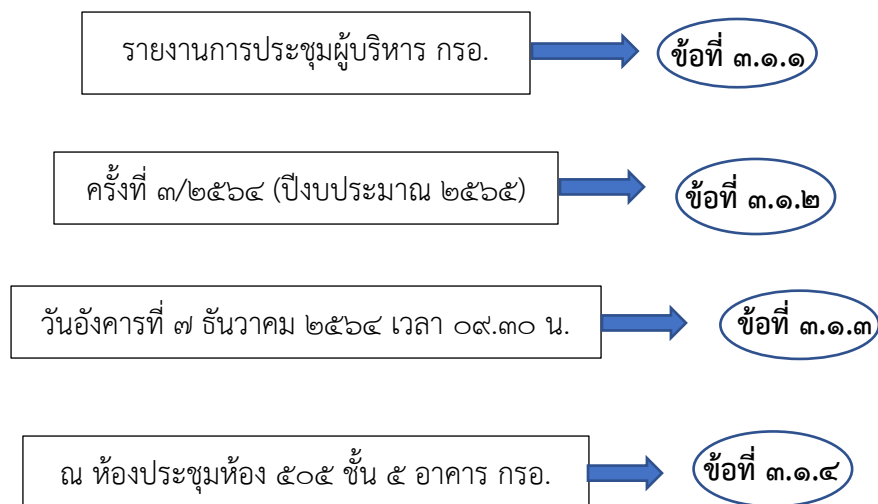 รายงานการประชุมผู้บริหาร กรอ. ข้อที่ ๓.๑.๑
ครั้งที่ ๓/๒๕๖๔ (ปีงบประมาณ ๒๕๖๕) ข้อที่ ๓.๑.๒
วันอังคารที่ ๗ ธันวาคม ๒๕๖๔ เวลา ๐๙.๓๐ น. ข้อที่ ๓.๑.๓
ณ ห้องประชุมห้อง ๕๐๕ ชั้น ๕ อาคาร กรอ. ข้อที่ ๓.๑.๔